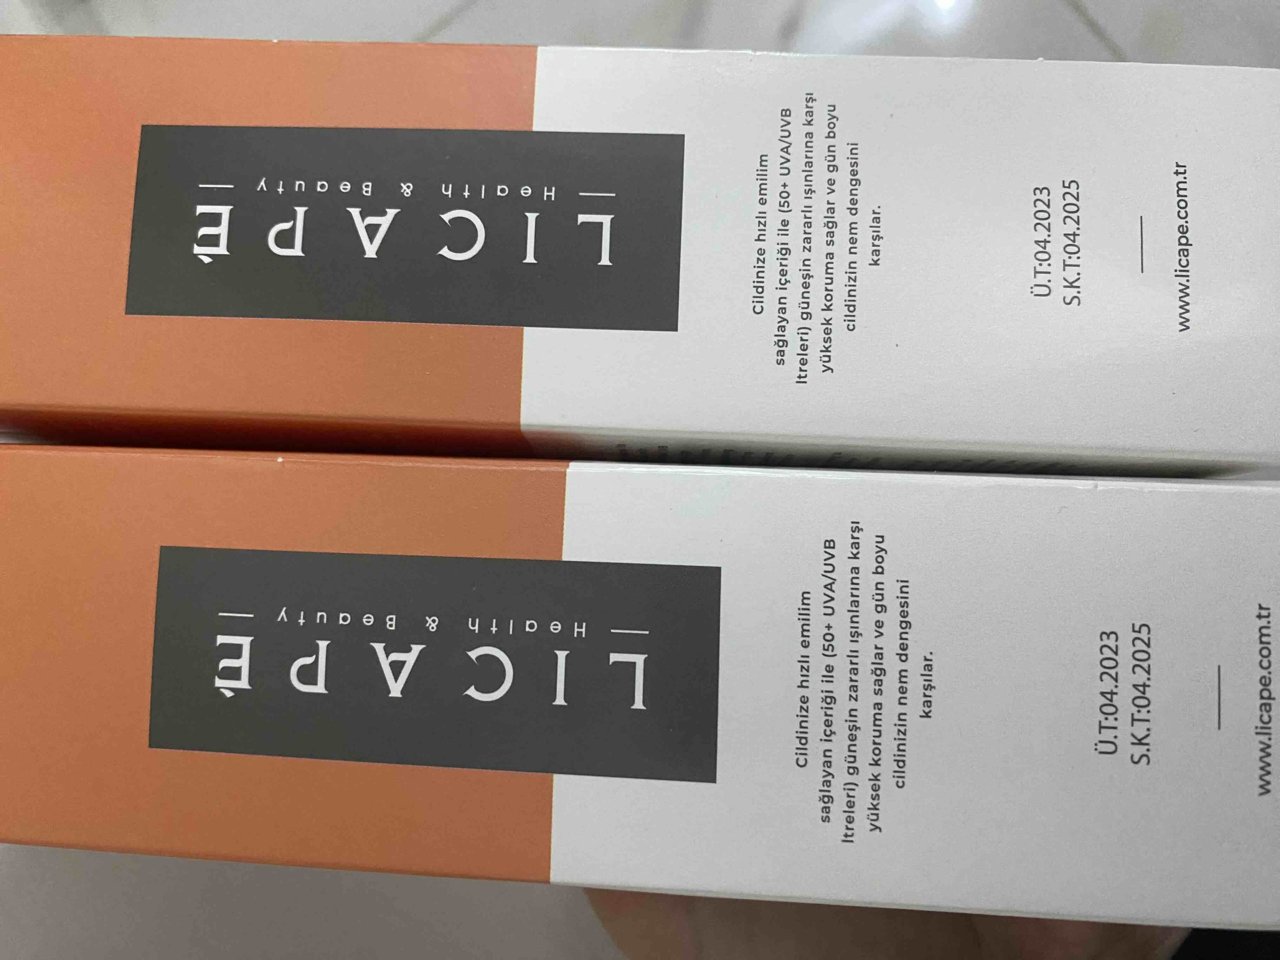 LICAPÉ
Health & Beauty
Cildinize hızlı emilim
sağlayan içeriği ile (50+ UVA/UVB
ltreleri) güneşin zararlı ışınlarına karşı
yüksek koruma sağlar ve gün boyu
cildinizin nem dengesini
karşılar.
Ü.T:04.2023
S.K.T:04.2025
www.licape.com.tr
LICAPÉ
Health & Beauty
Cildinize hızlı emilim
sağlayan içeriği ile (50+ UVA/UVB
ltreleri) güneşin zararlı ışınlarına karşı
yüksek koruma sağlar ve gün boyu
cildinizin nem dengesini
karşılar.
Ü.T:04.2023
S.K.T:04.2025
www.licape.com.tr